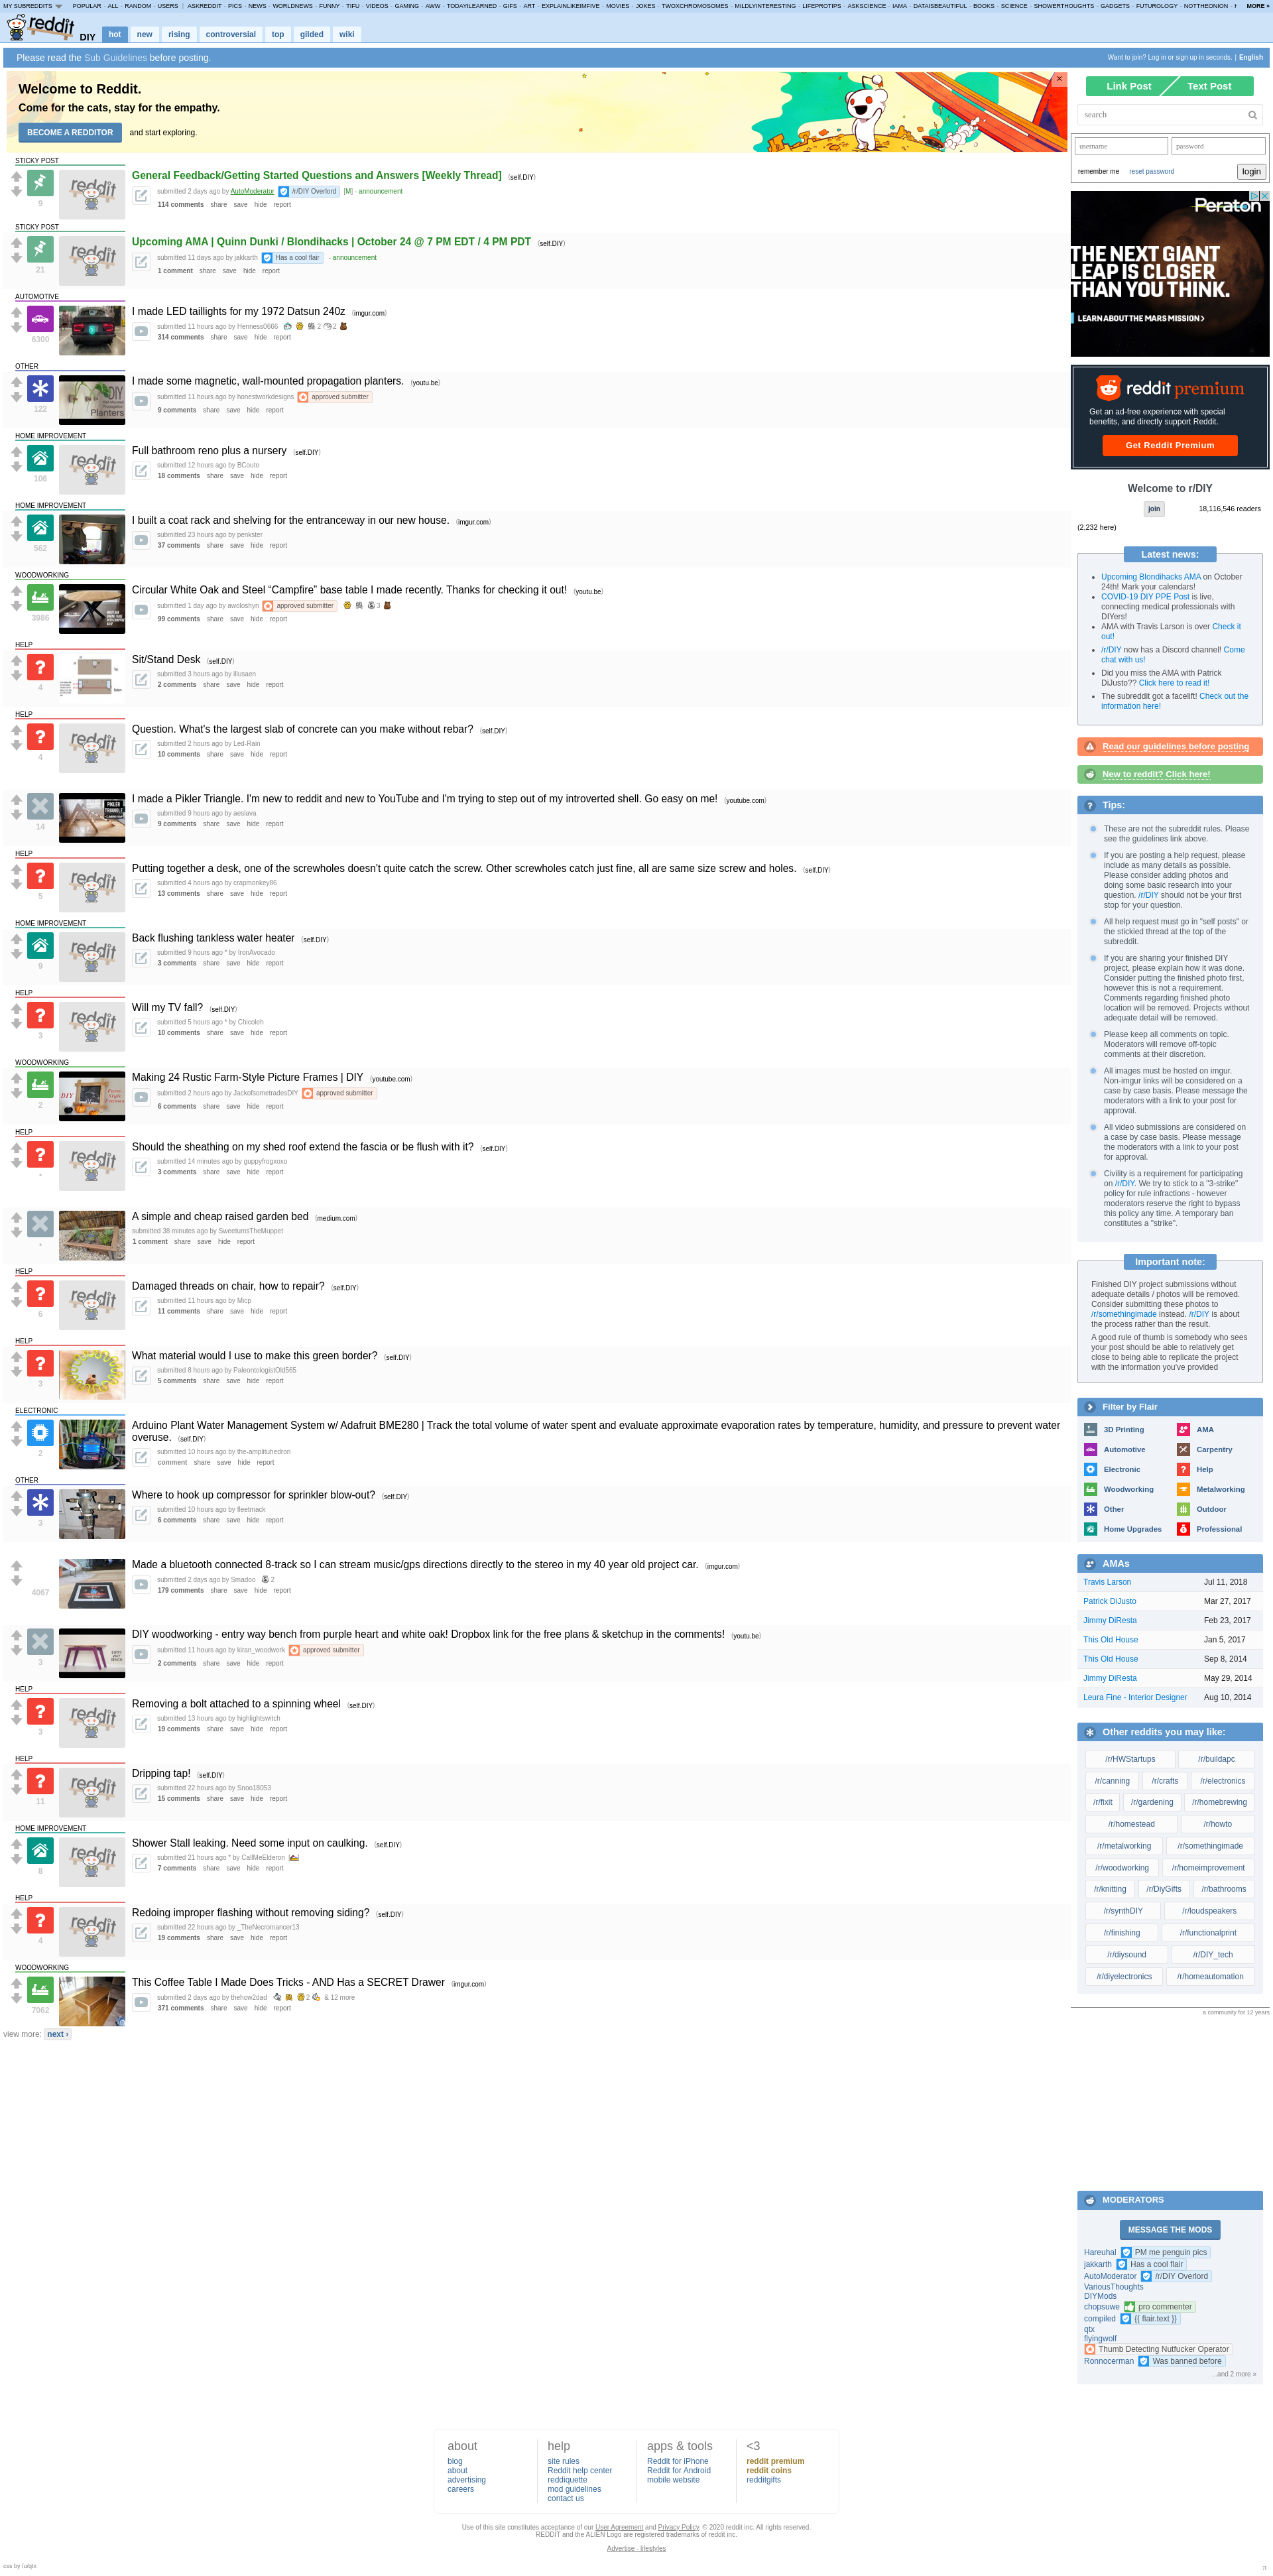 MY SUBREDDITS POPULAR - ALL - RANDOM - USERS | ASKREDDIT - PICS - NEWS - WORLDNEWS - FUNNY - TIFU - VIDEOS - GAMING - AWW - TODAYILEARNED - GIFS - ART - EXPLAINLIKEIMFIVE - MOVIES - JOKES - TWOXCHROMOSOMES - MILDLYINTERESTING - LIFEPROTIPS - ASKSCIENCE - IAMA - DATAISBEAUTIFUL - BOOKS - SCIENCE - SHOWERTHOUGHTS - GADGETS - FUTUROLOGY - NOTTHEONION MORE »
reddit DIY hot new rising controversial top gilded wiki
Please read the Sub Guidelines before posting.
Want to join? Log in or sign up in seconds. | English
Welcome to Reddit.
Come for the cats, stay for the empathy.
BECOME A REDDITOR and start exploring.
×
STICKY POST
General Feedback/Getting Started Questions and Answers [Weekly Thread] (self.DIY)
9
submitted 2 days ago by AutoModerator /r/DIY Overlord [M] - announcement
114 comments share save hide report
STICKY POST
Upcoming AMA | Quinn Dunki / Blondihacks | October 24 @ 7 PM EDT / 4 PM PDT (self.DIY)
21
submitted 11 days ago by jakkarth Has a cool flair - announcement
1 comment share save hide report
AUTOMOTIVE
I made LED taillights for my 1972 Datsun 240z (imgur.com)
6300
submitted 11 hours ago by Henness0666 2 2
314 comments share save hide report
OTHER
I made some magnetic, wall-mounted propagation planters. (youtu.be)
DIY
Planters
122
submitted 11 hours ago by honestworkdesigns approved submitter
9 comments share save hide report
HOME IMPROVEMENT
Full bathroom reno plus a nursery (self.DIY)
106
submitted 12 hours ago by BCouto
18 comments share save hide report
HOME IMPROVEMENT
I built a coat rack and shelving for the entranceway in our new house. (imgur.com)
562
submitted 23 hours ago by penkster
37 comments share save hide report
WOODWORKING
Circular White Oak and Steel “Campfire” base table I made recently. Thanks for checking it out! (youtu.be)
3986
submitted 1 day ago by awoloshyn approved submitter 3
99 comments share save hide report
HELP
Sit/Stand Desk (self.DIY)
4
submitted 3 hours ago by illusaen
2 comments share save hide report
HELP
Question. What's the largest slab of concrete can you make without rebar? (self.DIY)
4
submitted 2 hours ago by Led-Rain
10 comments share save hide report
I made a Pikler Triangle. I'm new to reddit and new to YouTube and I'm trying to step out of my introverted shell. Go easy on me! (youtube.com)
PIKLER TRIANGLE
14
submitted 9 hours ago by aeslava
9 comments share save hide report
HELP
Putting together a desk, one of the screwholes doesn't quite catch the screw. Other screwholes catch just fine, all are same size screw and holes. (self.DIY)
5
submitted 4 hours ago by crapmonkey86
13 comments share save hide report
HOME IMPROVEMENT
Back flushing tankless water heater (self.DIY)
9
submitted 9 hours ago * by IronAvocado
3 comments share save hide report
HELP
Will my TV fall? (self.DIY)
3
submitted 5 hours ago * by Chicoleh
10 comments share save hide report
WOODWORKING
Making 24 Rustic Farm-Style Picture Frames | DIY (youtube.com)
DIY
2
submitted 2 hours ago by JackofsometradesDIY approved submitter
6 comments share save hide report
HELP
Should the sheathing on my shed roof extend the fascia or be flush with it? (self.DIY)
•
submitted 14 minutes ago by guppyfrogxoxo
3 comments share save hide report
A simple and cheap raised garden bed (medium.com)
•
submitted 38 minutes ago by SweetumsTheMuppet
1 comment share save hide report
HELP
Damaged threads on chair, how to repair? (self.DIY)
6
submitted 11 hours ago by Micp
11 comments share save hide report
HELP
What material would I use to make this green border? (self.DIY)
3
submitted 8 hours ago by PaleontologistOld565
5 comments share save hide report
ELECTRONIC
Arduino Plant Water Management System w/ Adafruit BME280 | Track the total volume of water spent and evaluate approximate evaporation rates by temperature, humidity, and pressure to prevent water
overuse. (self.DIY)
2
submitted 10 hours ago by the-amplituhedron
comment share save hide report
OTHER
Where to hook up compressor for sprinkler blow-out? (self.DIY)
3
submitted 10 hours ago by fleetmack
6 comments share save hide report
Made a bluetooth connected 8-track so I can stream music/gps directions directly to the stereo in my 40 year old project car. (imgur.com)
4067
submitted 2 days ago by Smadoo 2
179 comments share save hide report
DIY woodworking - entry way bench from purple heart and white oak! Dropbox link for the free plans & sketchup in the comments! (youtu.be)
3
submitted 11 hours ago by kiran_woodwork approved submitter
2 comments share save hide report
HELP
Removing a bolt attached to a spinning wheel (self.DIY)
3
submitted 13 hours ago by highlightswitch
19 comments share save hide report
HELP
Dripping tap! (self.DIY)
11
submitted 22 hours ago by Snoo18053
15 comments share save hide report
HOME IMPROVEMENT
Shower Stall leaking. Need some input on caulking. (self.DIY)
8
submitted 21 hours ago * by CallMeElderon
7 comments share save hide report
HELP
Redoing improper flashing without removing siding? (self.DIY)
4
submitted 22 hours ago by _TheNecromancer13
19 comments share save hide report
WOODWORKING
This Coffee Table I Made Does Tricks - AND Has a SECRET Drawer (imgur.com)
7062
submitted 2 days ago by thehow2dad 2 & 12 more
371 comments share save hide report
view more: next ›
Link Post Text Post
search
username password
remember me reset password login
Peraton
THE NEXT GIANT
LEAP IS CLOSER
THAN YOU THINK.
LEARN ABOUT THE MARS MISSION ›
reddit premium
Get an ad-free experience with special
benefits, and directly support Reddit.
Get Reddit Premium
Welcome to r/DIY
join 18,116,546 readers
(2,232 here)
Latest news:
Upcoming Blondihacks AMA on October
24th! Mark your calendars!
COVID-19 DIY PPE Post is live,
connecting medical professionals with
DIYers!
AMA with Travis Larson is over Check it
out!
/r/DIY now has a Discord channel! Come
chat with us!
Did you miss the AMA with Patrick
DiJusto?? Click here to read it!
The subreddit got a facelift! Check out the
information here!
Read our guidelines before posting
New to reddit? Click here!
Tips:
These are not the subreddit rules. Please
see the guidelines link above.
If you are posting a help request, please
include as many details as possible.
Please consider adding photos and
doing some basic research into your
question. /r/DIY should not be your first
stop for your question.
All help request must go in "self posts" or
the stickied thread at the top of the
subreddit.
If you are sharing your finished DIY
project, please explain how it was done.
Consider putting the finished photo first,
however this is not a requirement.
Comments regarding finished photo
location will be removed. Projects without
adequate detail will be removed.
Please keep all comments on topic.
Moderators will remove off-topic
comments at their discretion.
All images must be hosted on imgur.
Non-imgur links will be considered on a
case by case basis. Please message the
moderators with a link to your post for
approval.
All video submissions are considered on
a case by case basis. Please message
the moderators with a link to your post
for approval.
Civility is a requirement for participating
on /r/DIY. We try to stick to a "3-strike"
policy for rule infractions - however
moderators reserve the right to bypass
this policy any time. A temporary ban
constitutes a "strike".
Important note:
Finished DIY project submissions without
adequate details / photos will be removed.
Consider submitting these photos to
/r/somethingimade instead. /r/DIY is about
the process rather than the result.
A good rule of thumb is somebody who sees
your post should be able to relatively get
close to being able to replicate the project
with the information you've provided
Filter by Flair
3D Printing AMA
Automotive Carpentry
Electronic Help
Woodworking Metalworking
Other Outdoor
Home Upgrades Professional
AMAs
Travis Larson Jul 11, 2018
Patrick DiJusto Mar 27, 2017
Jimmy DiResta Feb 23, 2017
This Old House Jan 5, 2017
This Old House Sep 8, 2014
Jimmy DiResta May 29, 2014
Leura Fine - Interior Designer Aug 10, 2014
Other reddits you may like:
/r/HWStartups /r/buildapc
/r/canning /r/crafts /r/electronics
/r/fixit /r/gardening /r/homebrewing
/r/homestead /r/howto
/r/metalworking /r/somethingimade
/r/woodworking /r/homeimprovement
/r/knitting /r/DiyGifts /r/bathrooms
/r/synthDIY /r/loudspeakers
/r/finishing /r/functionalprint
/r/diysound /r/DIY_tech
/r/diyelectronics /r/homeautomation
a community for 12 years
MODERATORS
MESSAGE THE MODS
Hareuhal PM me penguin pics
jakkarth Has a cool flair
AutoModerator /r/DIY Overlord
VariousThoughts
DIYMods
chopsuwe pro commenter
compiled {{ flair.text }}
qtx
flyingwolf
Thumb Detecting Nutfucker Operator
Ronnocerman Was banned before
...and 2 more »
about help apps & tools <3
blog site rules Reddit for iPhone reddit premium
about Reddit help center Reddit for Android reddit coins
advertising reddiquette mobile website redditgifts
careers mod guidelines
contact us
Use of this site constitutes acceptance of our User Agreement and Privacy Policy. © 2020 reddit inc. All rights reserved.
REDDIT and the ALIEN Logo are registered trademarks of reddit inc.
Advertise - lifestyles
css by /u/qtx π